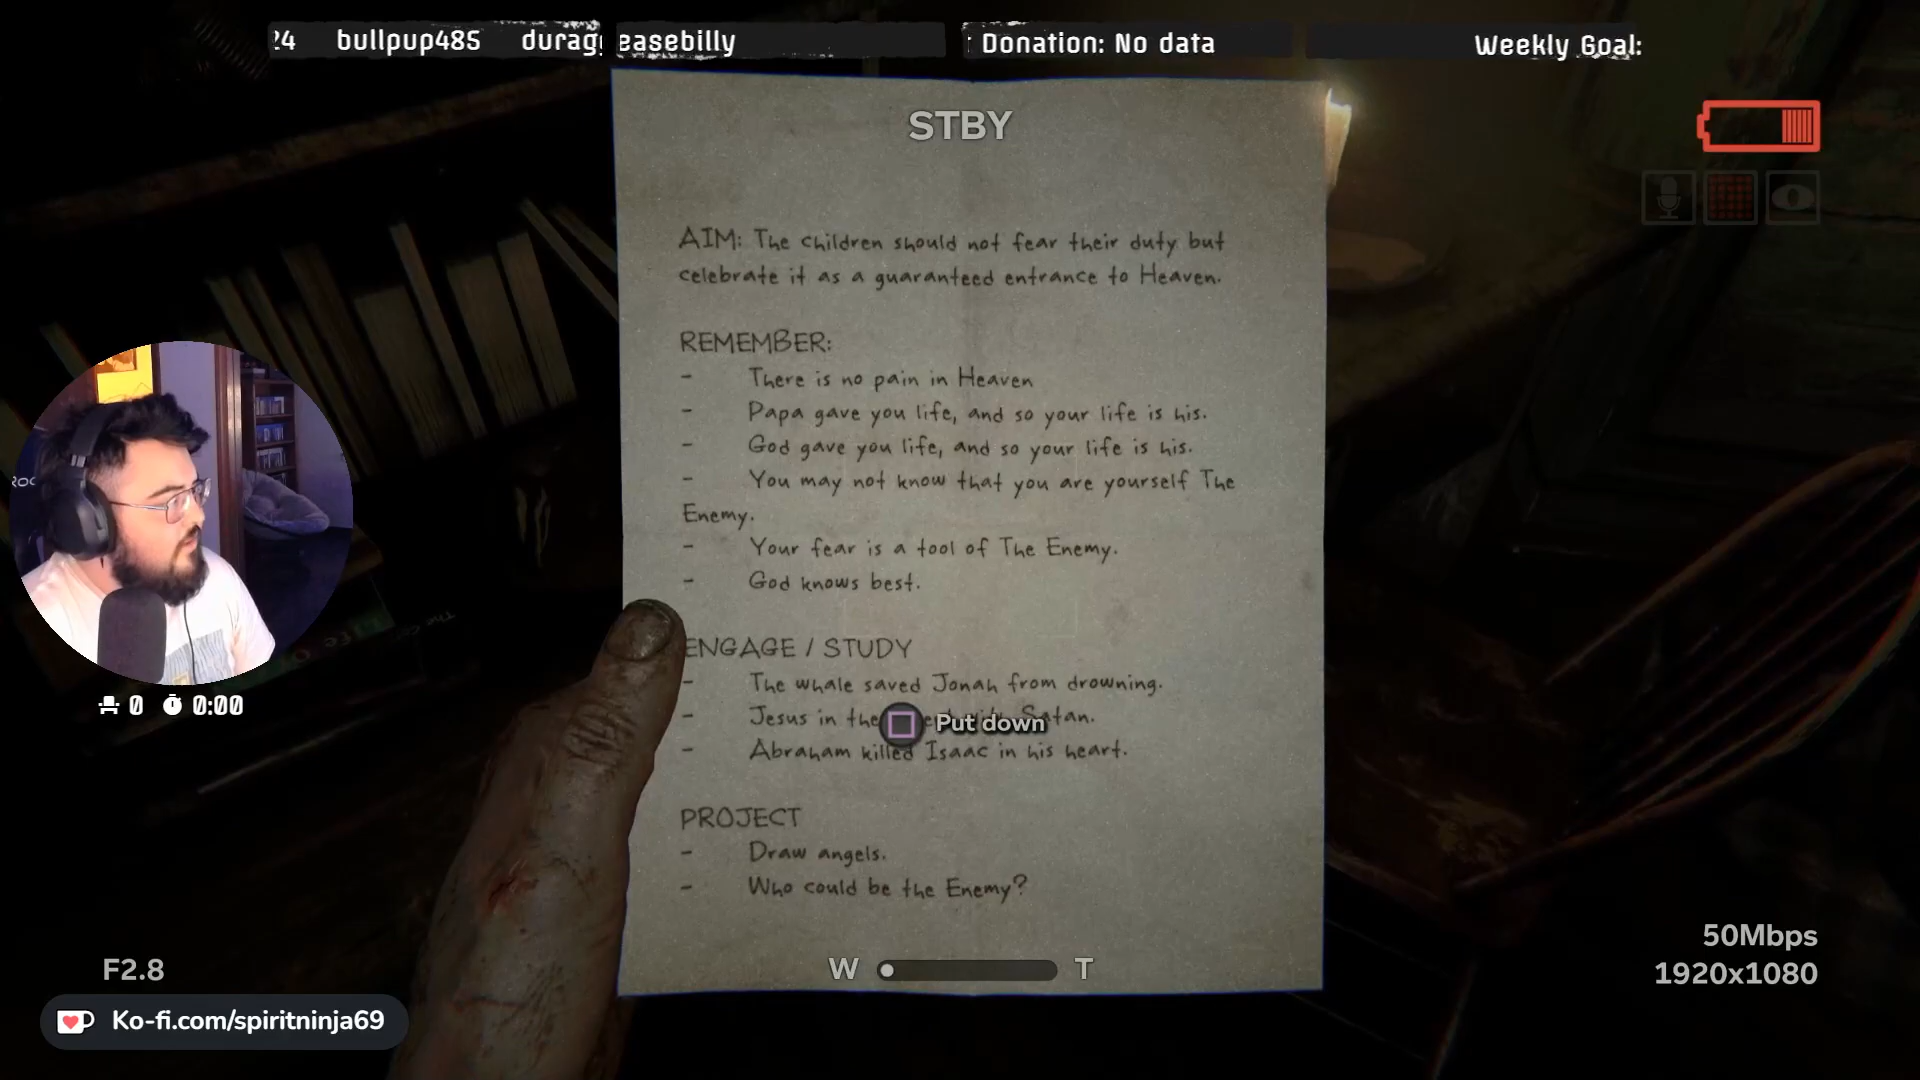 24 bullpup485 durag easebilly Donation: No data Weekly Goal:
STBY
AIM: The children should not fear their duty but
celebrate it as a guaranteed entrance to Heaven.
REMEMBER:
- There is no pain in Heaven
- Papa gave you life, and so your life is his.
- God gave you life, and so your life is his.
- You may not know that you are yourself The
Enemy.
- Your fear is a tool of The Enemy.
- God knows best.
ENGAGE / STUDY
- The whale saved Jonah from drowning.
- Jesus in the Satan.
Put down
- Abraham killed Isaac in his heart.
PROJECT
- Draw angels.
- Who could be the Enemy?
0 0:00
F2.8
W T
50Mbps
1920x1080
Ko-fi.com/spiritninja69